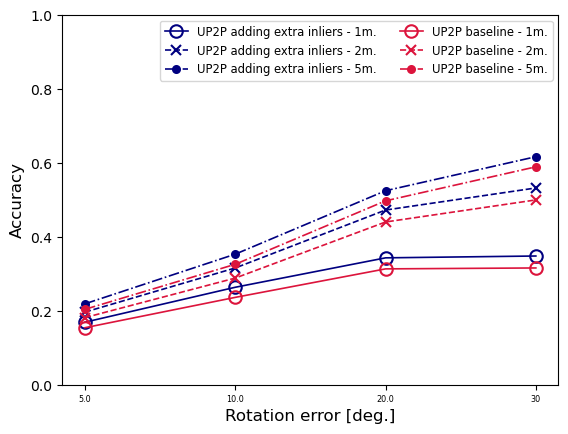 1.0
0.8
0.6
0.4
0.2
0.0
Accuracy
UP2P adding extra inliers - 1m.
UP2P adding extra inliers - 2m.
UP2P adding extra inliers - 5m.
UP2P baseline - 1m.
UP2P baseline - 2m.
UP2P baseline - 5m.
5.0 10.0 20.0 30
Rotation error [deg.]